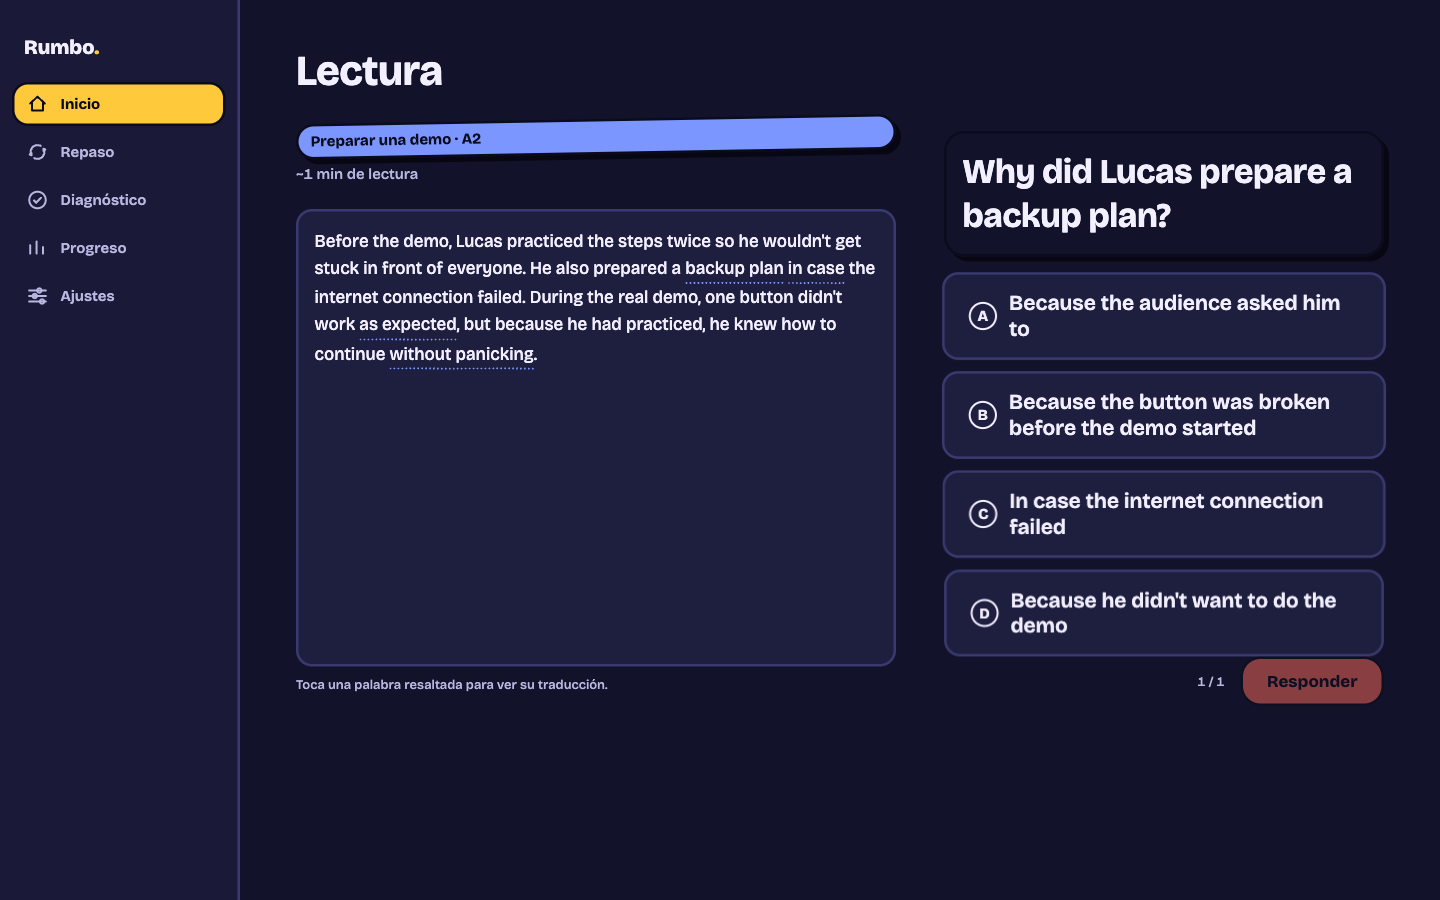 Rumbo.
Inicio
Repaso
Diagnóstico
Progreso
Ajustes
Lectura
Preparar una demo · A2
~1 min de lectura
Before the demo, Lucas practiced the steps twice so he wouldn't get
stuck in front of everyone. He also prepared a backup plan in case the
internet connection failed. During the real demo, one button didn't
work as expected, but because he had practiced, he knew how to
continue without panicking.
Toca una palabra resaltada para ver su traducción.
Why did Lucas prepare a
backup plan?
A Because the audience asked him
to
B Because the button was broken
before the demo started
C In case the internet connection
failed
D Because he didn't want to do the
demo
1 / 1 Responder